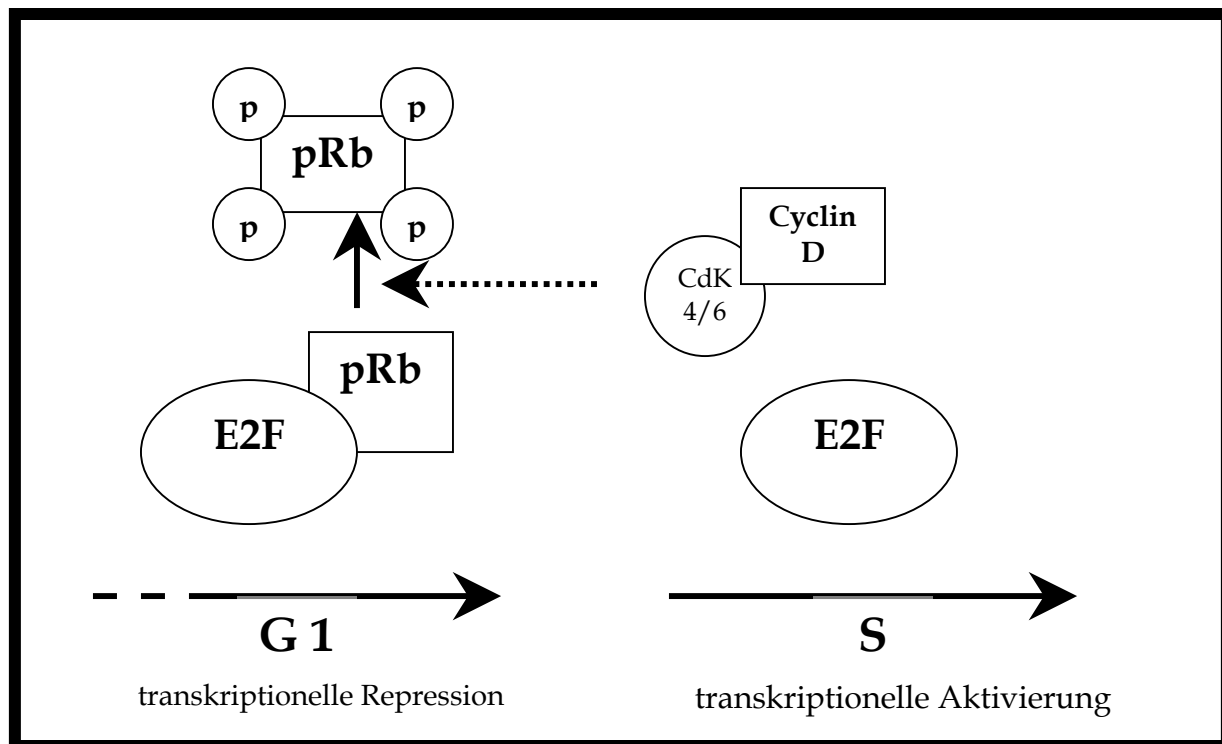 p
p
pRb
p
p
Cyclin
D
CdK
4/6
pRb
E2F
E2F
G 1
S
transkriptionelle Repression
transkriptionelle Aktivierung